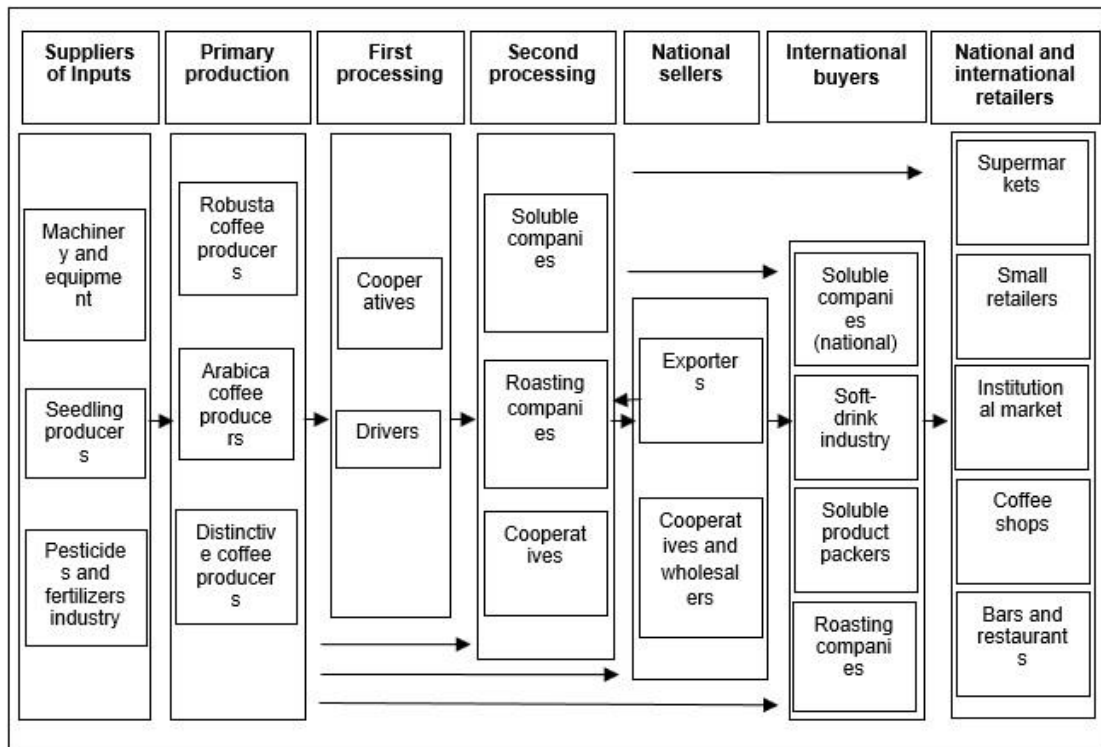 Suppliers
of Inputs
Primary
production
First
processing
Second
processing
National
sellers
International
buyers
National and
international
retailers
Machiner
y and
equipme
nt
Seedling
producer
s
Pesticide
s and
fertilizers
industry
Robusta
coffee
producer
s
Arabica
coffee
produce
rs
Distinctiv
e coffee
producer
s
Cooper
atives
Drivers
Soluble
compani
es
Roasting
compani
es
Cooperat
ives
Exporter
s
Cooperat
ives and
wholesal
ers
Soluble
compani
es
(national)
Soft-
drink
industry
Soluble
product
packers
Roasting
compani
es
Supermar
kets
Small
retailers
Institution
al market
Coffee
shops
Bars and
restaurant
s